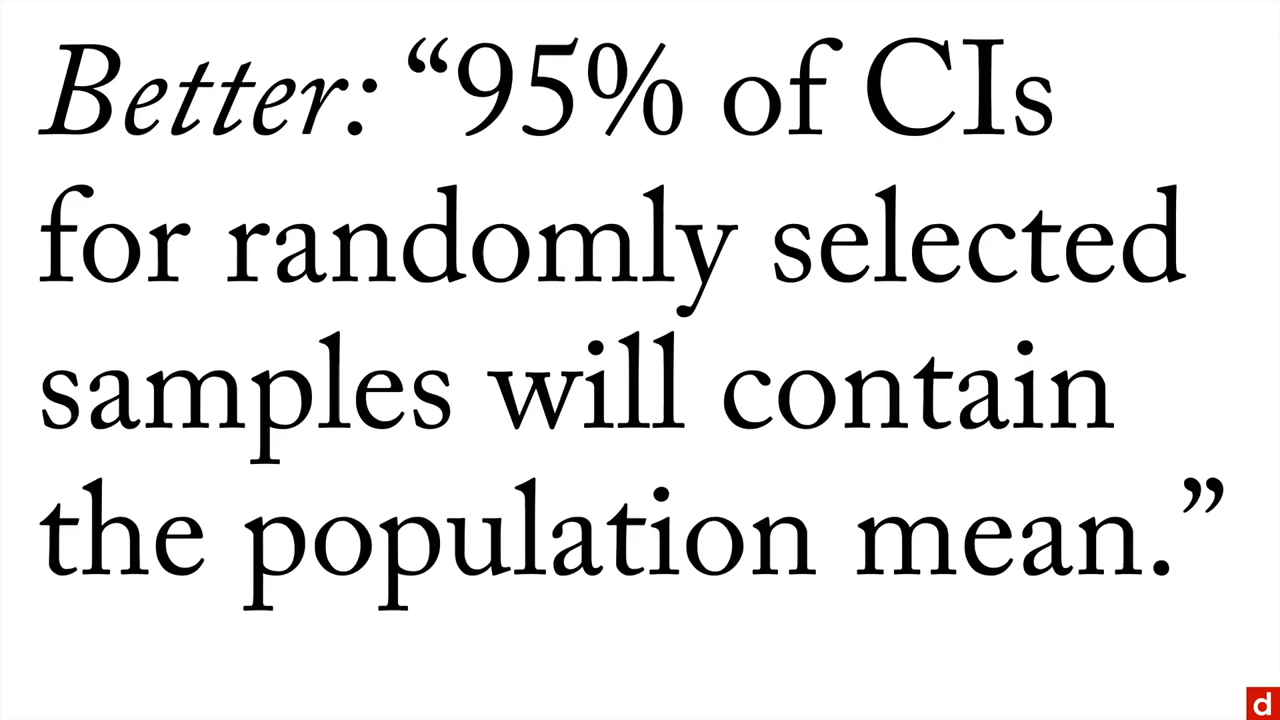 Better: “95% of CIs
for randomly selected
samples will contain
the population mean.”
d